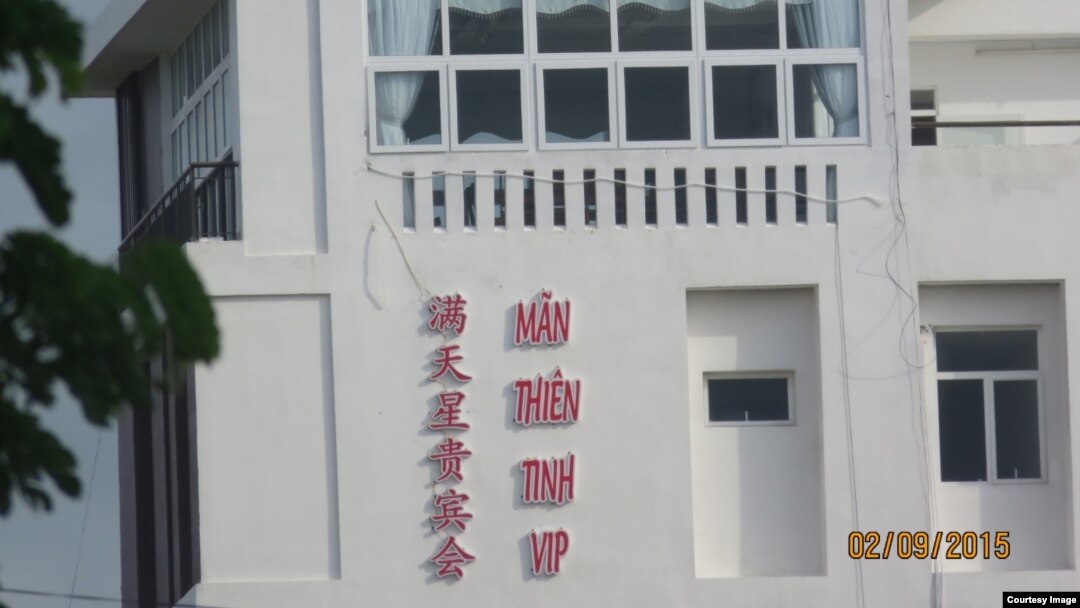 满天星贵宾会
MÃN
THIÊN
TINH
VIP
02/09/2015
Courtesy Image